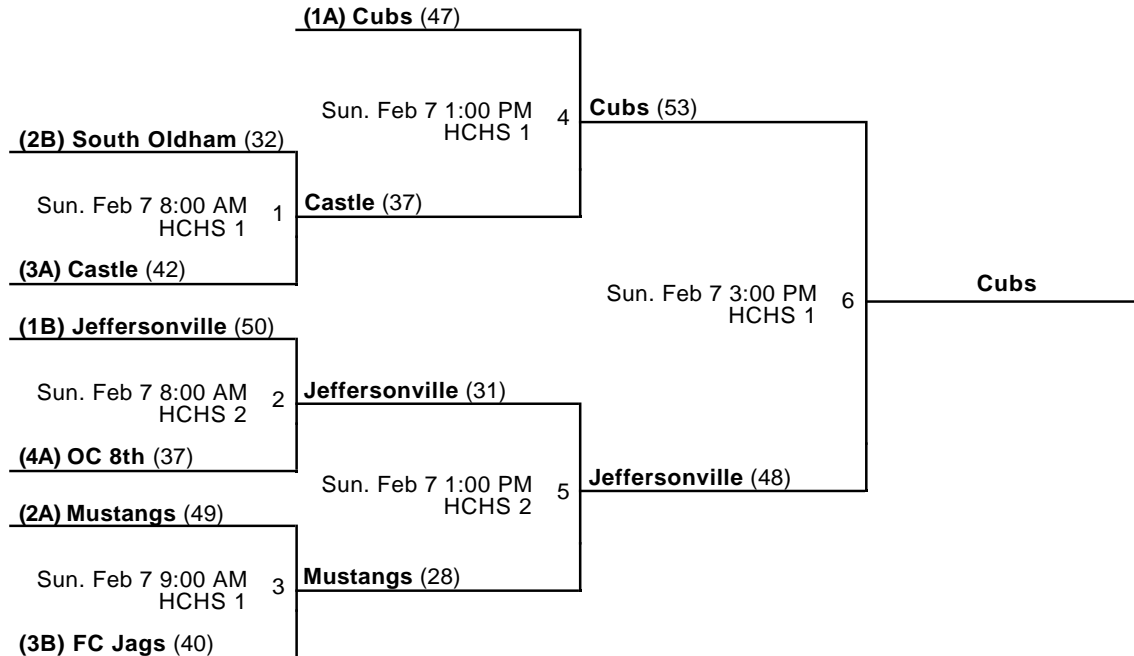 (1A) Cubs (47)
Sun. Feb 7 1:00 PM 4
HCHS 1
Cubs (53)
(2B) South Oldham (32)
Sun. Feb 7 8:00 AM 1
HCHS 1
Castle (37)
(3A) Castle (42)
Sun. Feb 7 3:00 PM 6
HCHS 1
Cubs
(1B) Jeffersonville (50)
Sun. Feb 7 8:00 AM 2
HCHS 2
Jeffersonville (31)
(4A) OC 8th (37)
Sun. Feb 7 1:00 PM 5
HCHS 2
Jeffersonville (48)
(2A) Mustangs (49)
Sun. Feb 7 9:00 AM 3
HCHS 1
Mustangs (28)
(3B) FC Jags (40)